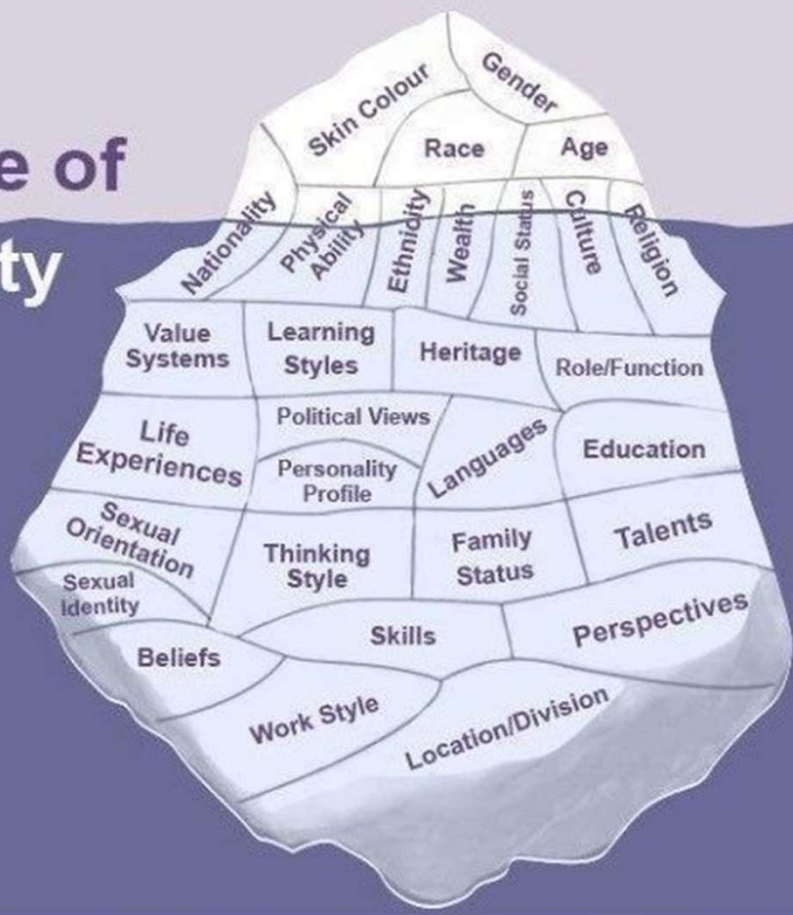 e of
ty
Skin Colour
Gender
Race
Age
Nationality
Physical
Ability
Ethnicity
Wealth
Social Status
Culture
Religion
Value
Systems
Learning
Styles
Heritage
Role/Function
Life
Experiences
Political Views
Personality
Profile
Languages
Education
Sexual
Orientation
Sexual
Identity
Thinking
Style
Family
Status
Talents
Beliefs
Skills
Perspectives
Work Style
Location/Division